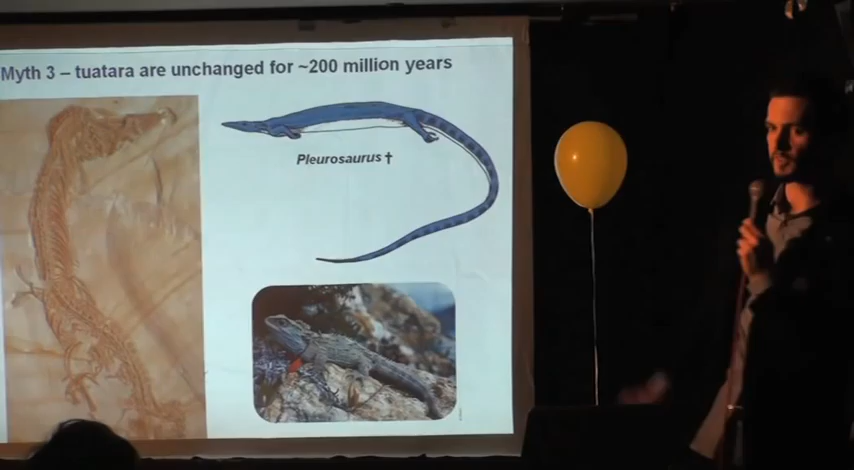 Myth 3 – tuatara are unchanged for ~200 million years
Pleurosaurus †